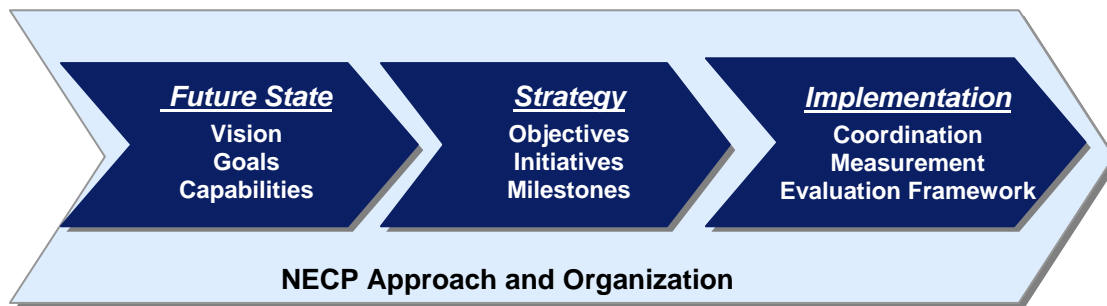 Future State
Vision
Goals
Capabilities
Strategy
Objectives
Initiatives
Milestones
Implementation
Coordination
Measurement
Evaluation Framework
NECP Approach and Organization